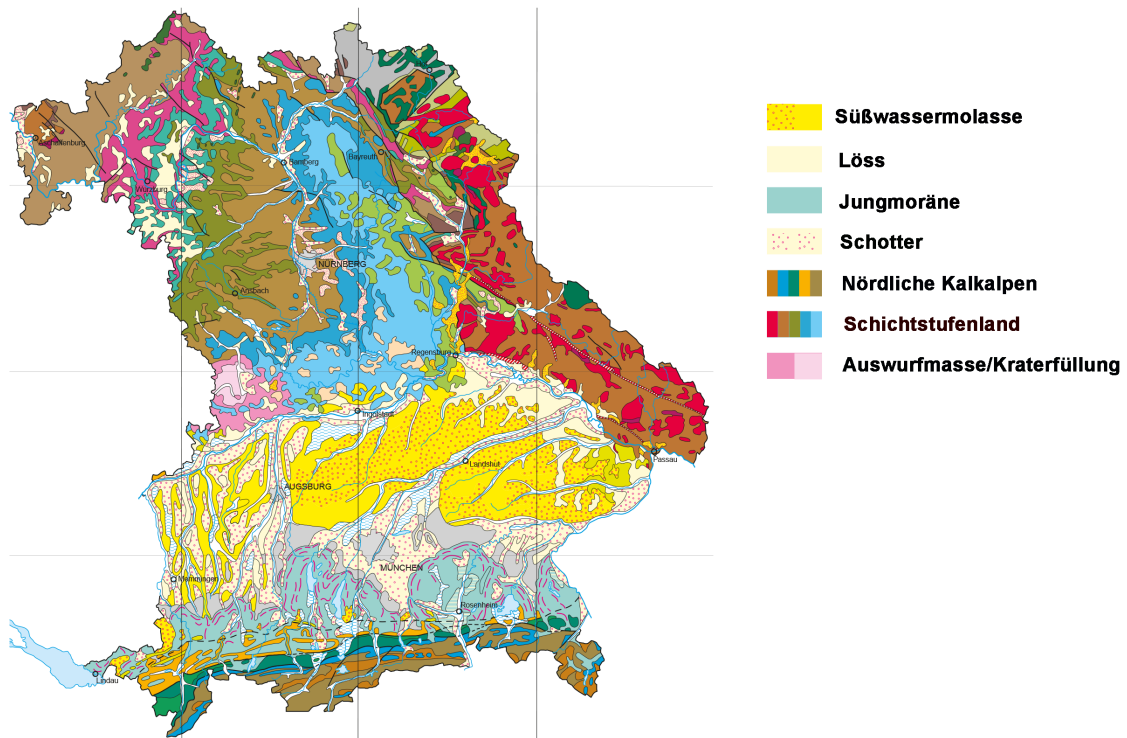 Aschaffenburg
Würzburg
Bamberg
Bayreuth
NÜRNBERG
Ansbach
Regensburg
Ingolstadt
Landshut
Passau
AUGSBURG
MÜNCHEN
Memmingen
Rosenheim
Lindau
Süßwassermolasse
Löss
Jungmoräne
Schotter
Nördliche Kalkalpen
Schichtstufenland
Auswurfmasse/Kraterfüllung